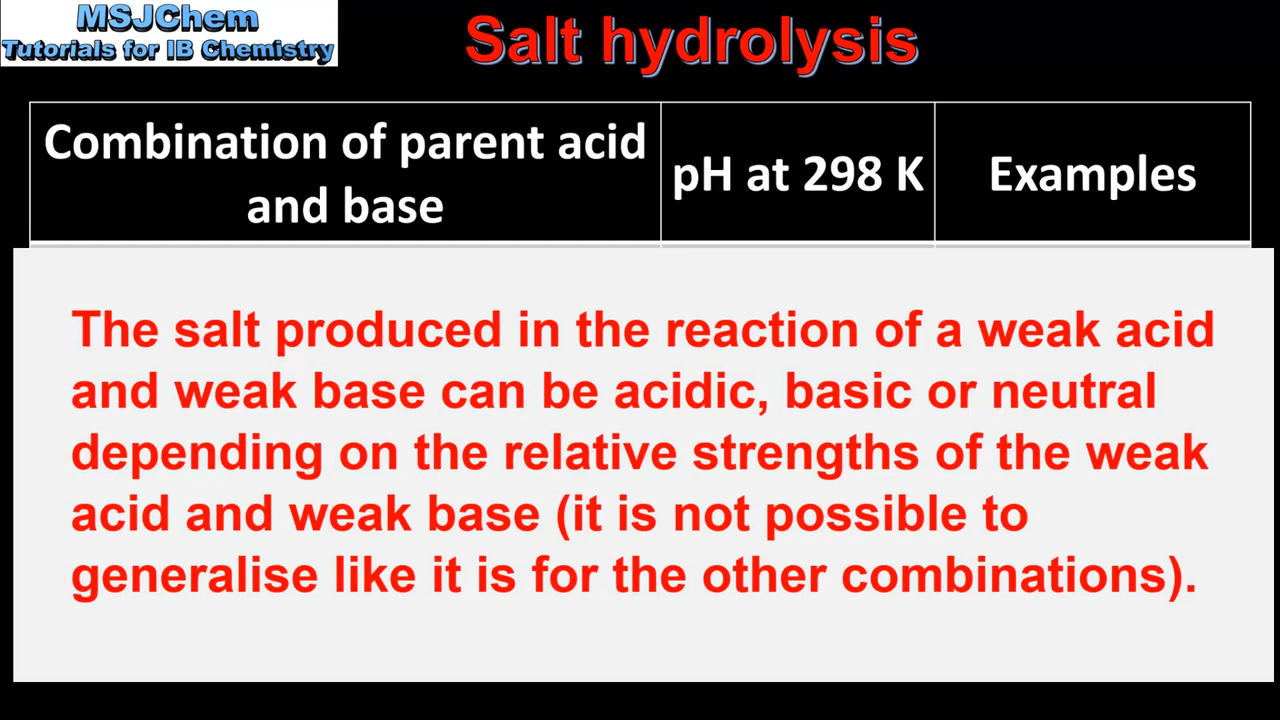 MSJChem
Tutorials for IB Chemistry
Salt hydrolysis
Combination of parent acid
and base
pH at 298 K
Examples
The salt produced in the reaction of a weak acid
and weak base can be acidic, basic or neutral
depending on the relative strengths of the weak
acid and weak base (it is not possible to
generalise like it is for the other combinations).